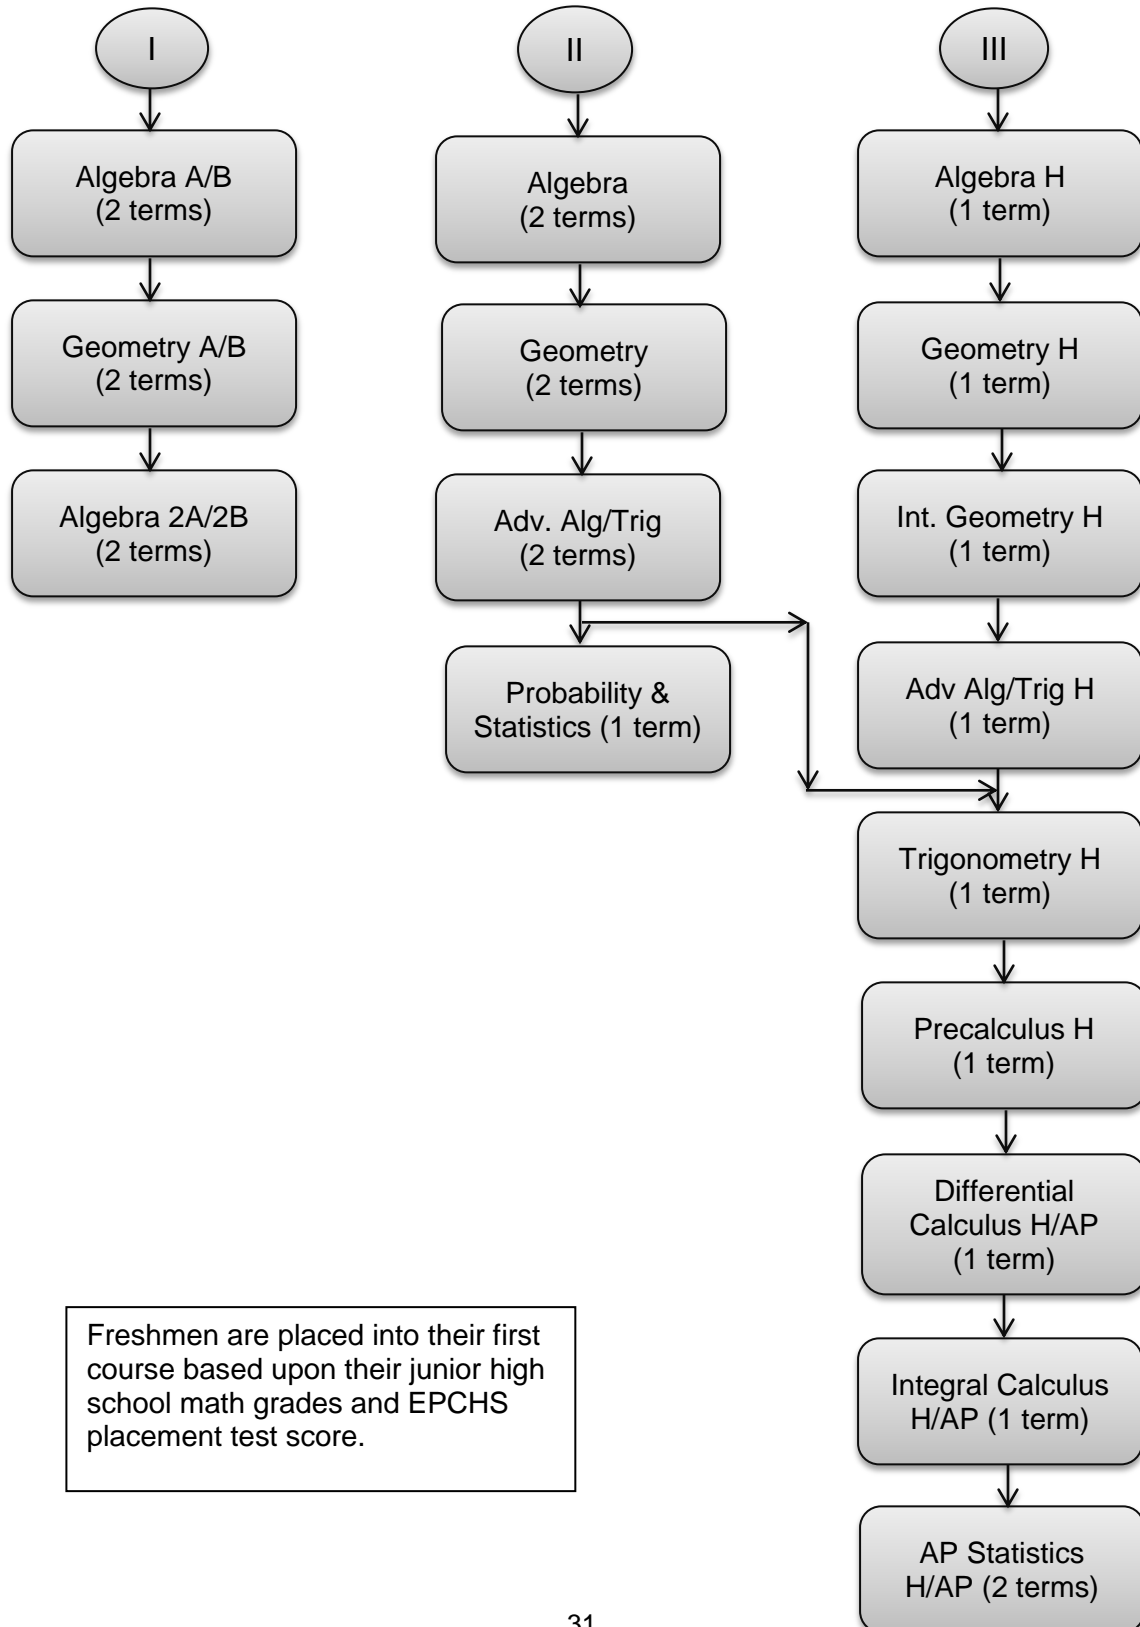 I
II
III
Algebra A/B
(2 terms)
Algebra
(2 terms)
Algebra H
(1 term)
Geometry A/B
(2 terms)
Geometry
(2 terms)
Geometry H
(1 term)
Algebra 2A/2B
(2 terms)
Adv. Alg/Trig
(2 terms)
Int. Geometry H
(1 term)
Probability &
Statistics (1 term)
Adv Alg/Trig H
(1 term)
Trigonometry H
(1 term)
Precalculus H
(1 term)
Differential
Calculus H/AP
(1 term)
Freshmen are placed into their first
course based upon their junior high
school math grades and EPCHS
placement test score.
Integral Calculus
H/AP (1 term)
AP Statistics
H/AP (2 terms)
31